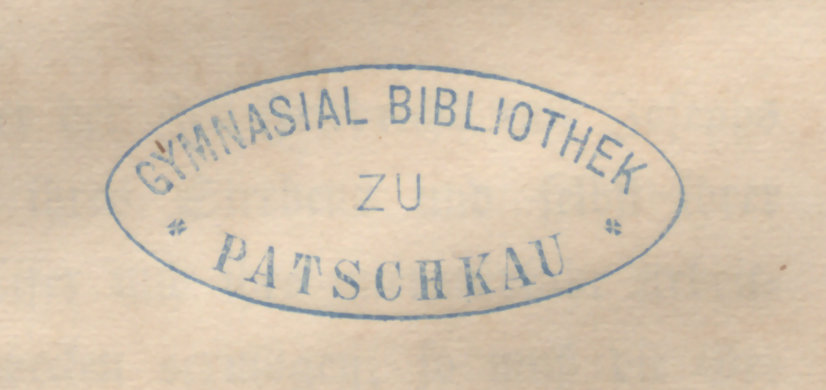 GYMNASIAL BIBLIOTHEK
ZU
* PATSCHKAU *